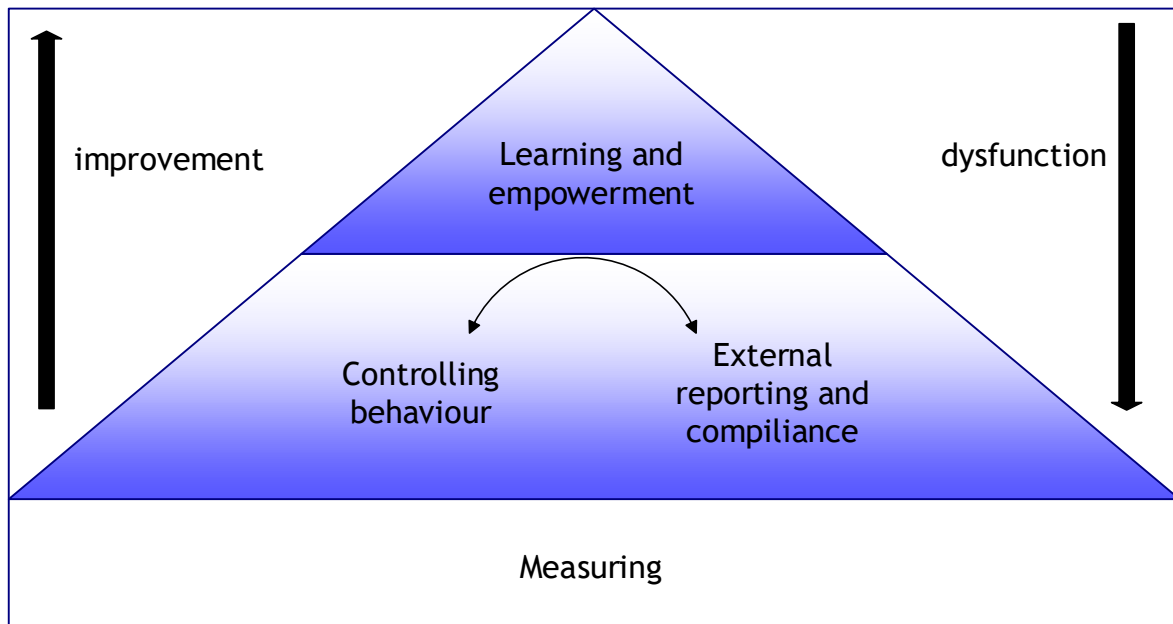 improvement
Learning and
empowerment
dysfunction
Controlling
behaviour
External
reporting and
compiliance
Measuring